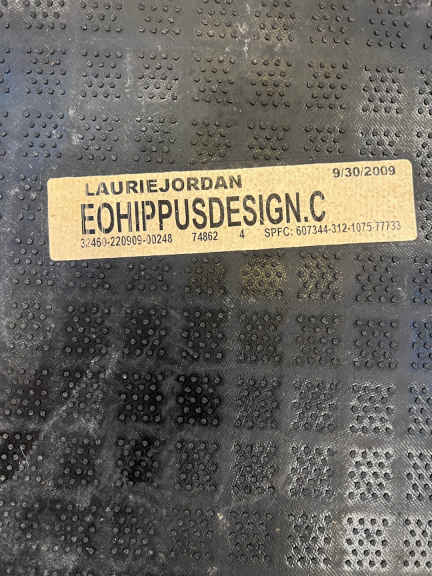 9/30/2009
LAURIEJORDAN
EOHIPPUSDESIGN.C
32460-220909-00248 74862 4 SPFC: 607344-312-1075-77733